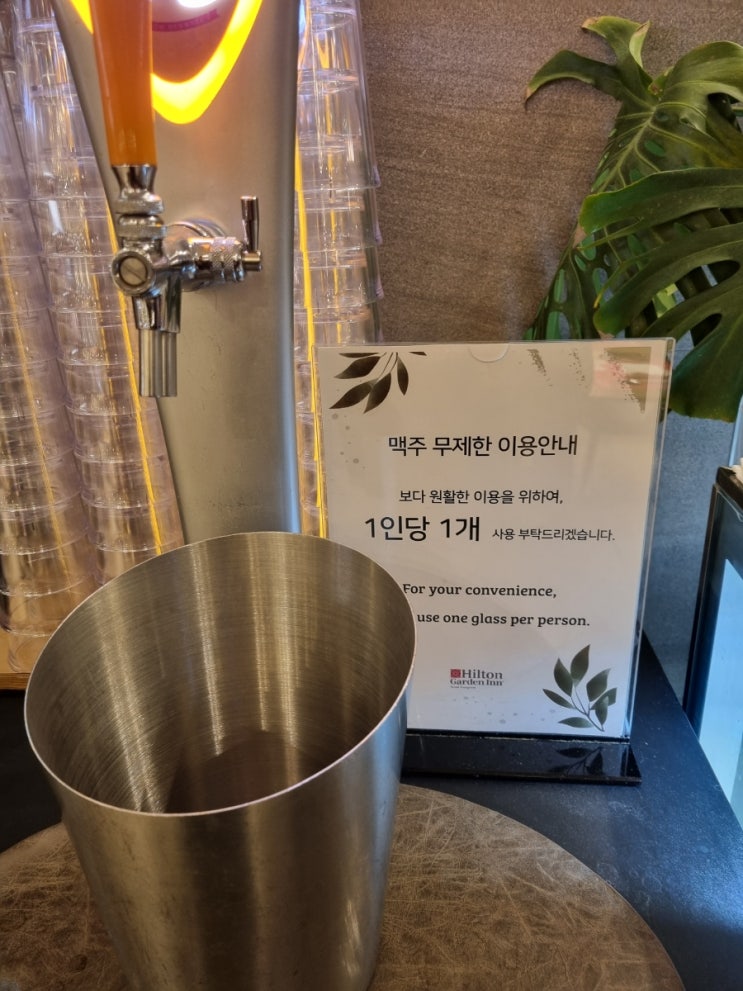 맥주 무제한 이용안내
보다 원활한 이용을 위하여,
1인당 1개 사용 부탁드리겠습니다.
For your convenience,
use one glass per person.
Hilton
Garden Inn